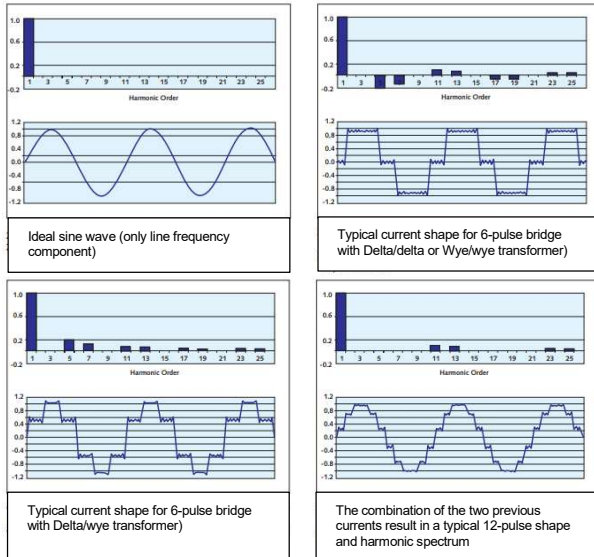 1.0
0.6
0.2
-0.2
1 3 5 7 9 11 13 15 17 19 21 23 25
Harmonic Order
1.2
0.8
0.4
0.0
-0.4
-0.8
-1.2
Ideal sine wave (only line frequency
component)
1.0
0.6
0.2
-0.2
1 3 5 7 9 11 13 15 17 19 21 23 25
Harmonic Order
1.2
0.8
0.4
0.0
-0.4
-0.8
-1.2
Typical current shape for 6-pulse bridge
with Delta/delta or Wye/wye transformer)
1.0
0.6
0.2
-0.2
1 3 5 7 9 11 13 15 17 19 21 23 25
Harmonic Order
1.2
0.8
0.4
0.0
-0.4
-0.8
-1.2
Typical current shape for 6-pulse bridge
with Delta/wye transformer)
1.0
0.6
0.2
-0.2
1 3 5 7 9 11 13 15 17 19 21 23 25
Harmonic Order
1.2
0.8
0.4
0.0
-0.4
-0.8
-1.2
The combination of the two previous
currents result in a typical 12-pulse shape
and harmonic spectrum